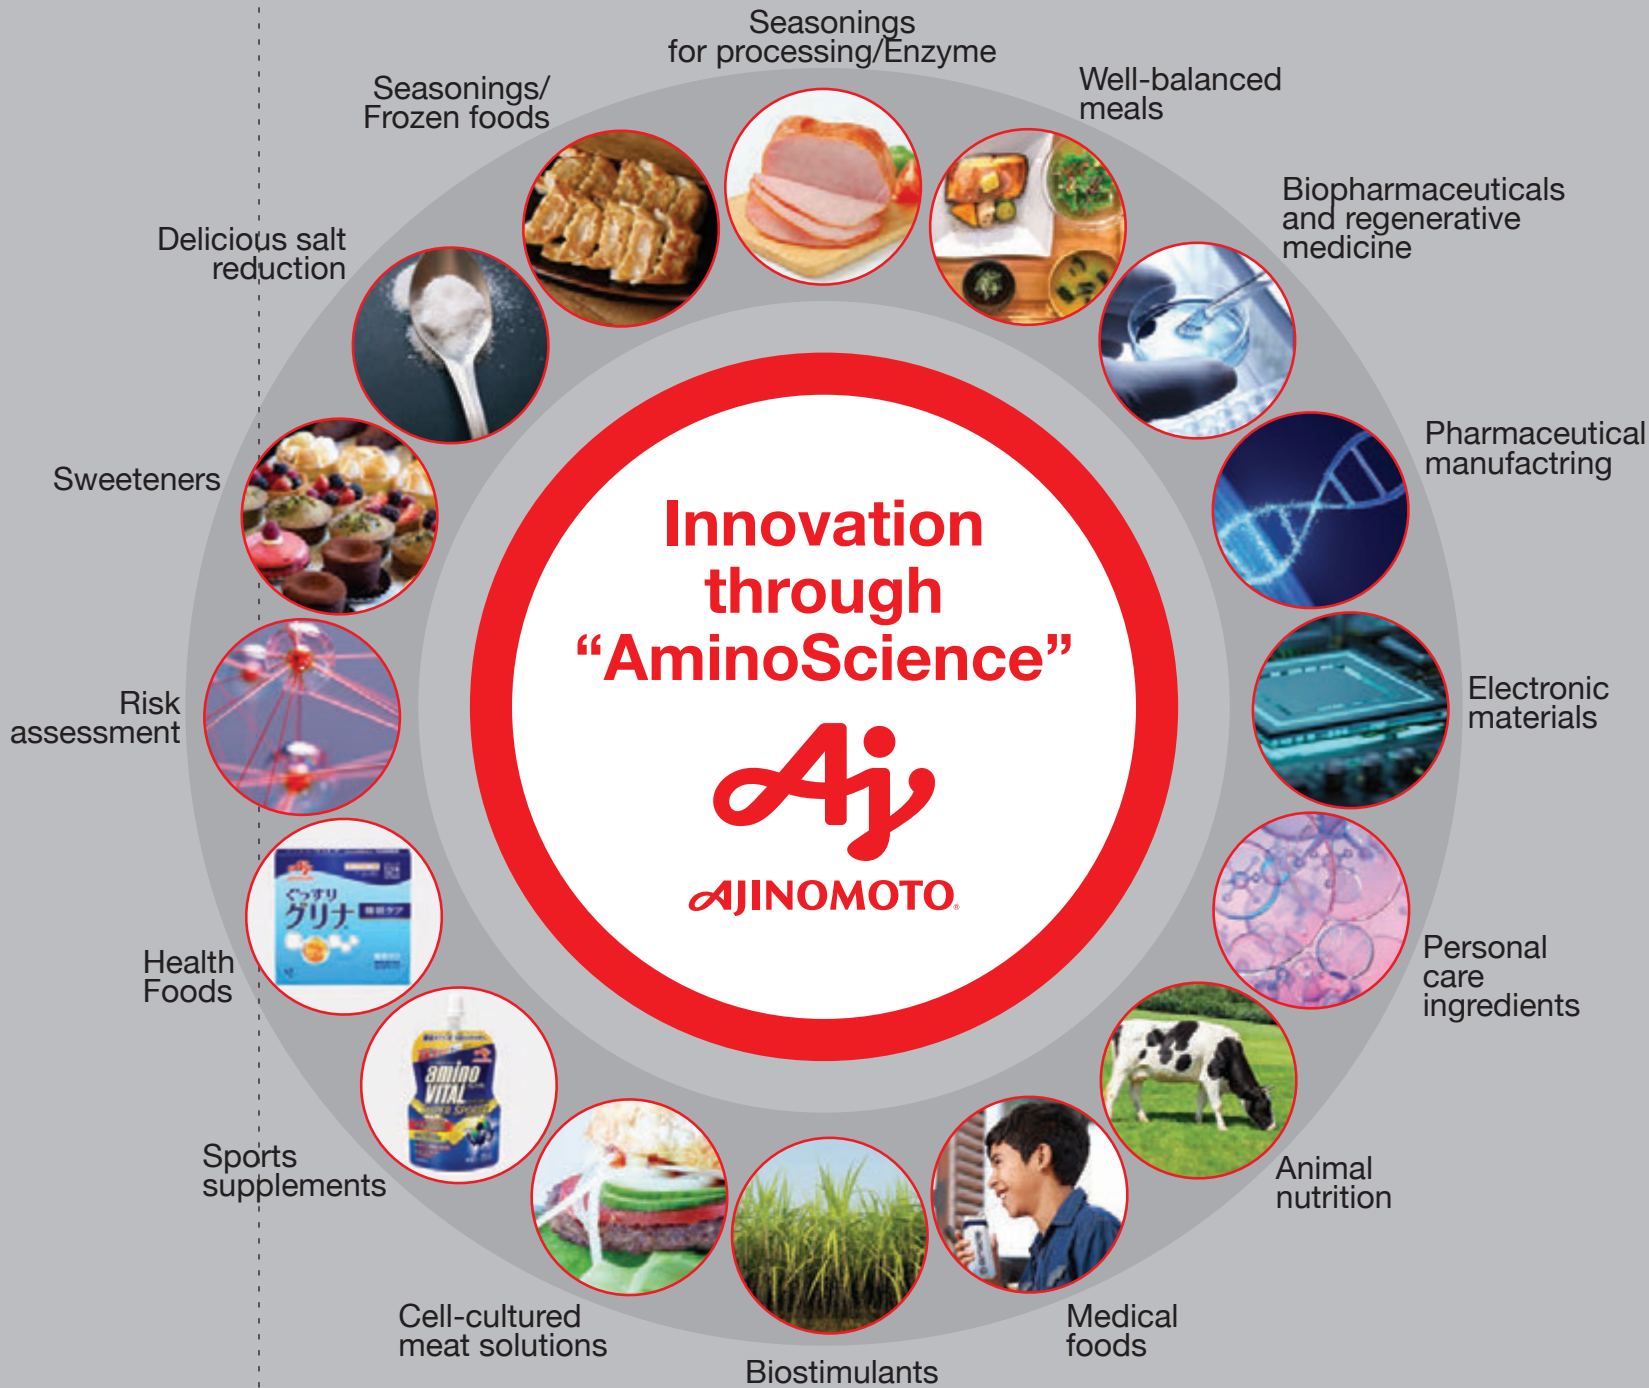 Seasonings
for processing/Enzyme
Seasonings/
Frozen foods
Well-balanced
meals
Biopharmaceuticals
and regenerative
medicine
Delicious salt
reduction
Pharmaceutical
manufactring
Sweeteners
Innovation
through
“AminoScience”
Aj
AJINOMOTO®
Risk
assessment
Electronic
materials
ぐっすり
グリナ
Health
Foods
Personal
care
ingredients
amino
VITAL
Sports
supplements
Animal
nutrition
Cell-cultured
meat solutions
Medical
foods
Biostimulants